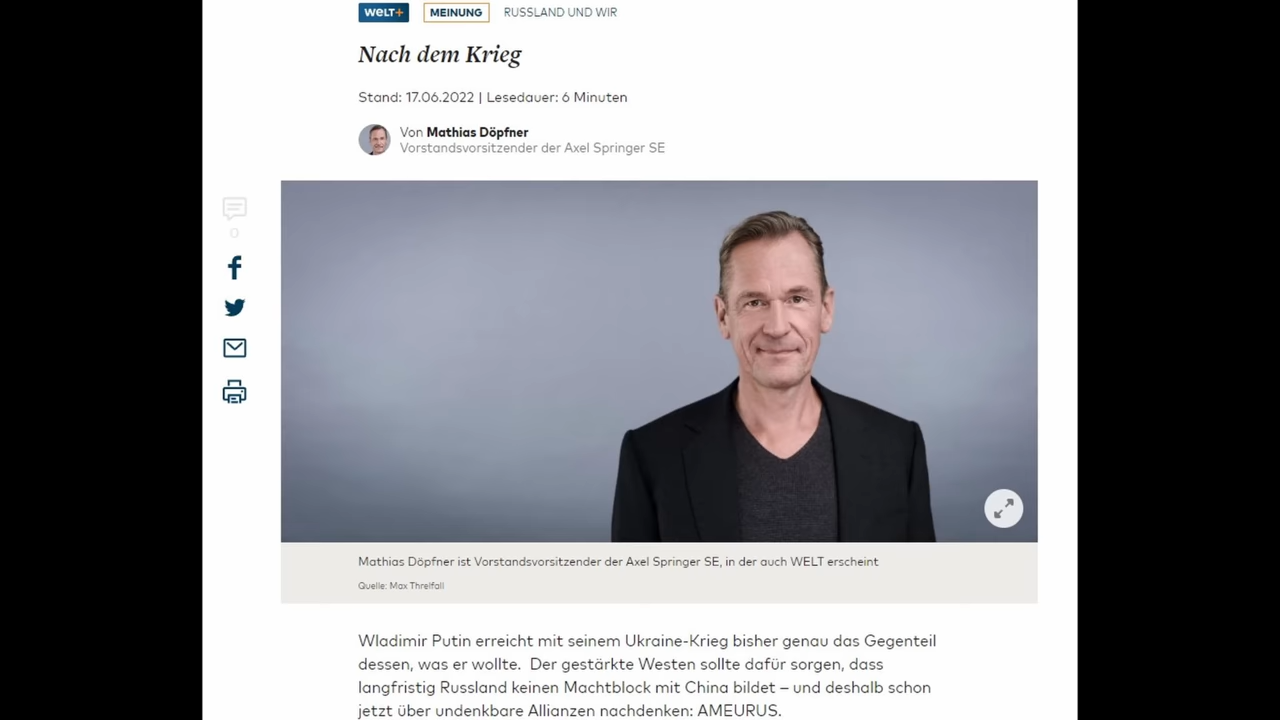 WELT+ MEINUNG RUSSLAND UND WIR
Nach dem Krieg
Stand: 17.06.2022 | Lesedauer: 6 Minuten
Von Mathias Döpfner
Vorstandsvorsitzender der Axel Springer SE
0
Mathias Döpfner ist Vorstandsvorsitzender der Axel Springer SE, in der auch WELT erscheint
Quelle: Max Threlfall
Wladimir Putin erreicht mit seinem Ukraine-Krieg bisher genau das Gegenteil
dessen, was er wollte. Der gestärkte Westen sollte dafür sorgen, dass
langfristig Russland keinen Machtblock mit China bildet – und deshalb schon
jetzt über undenkbare Allianzen nachdenken: AMEURUS.